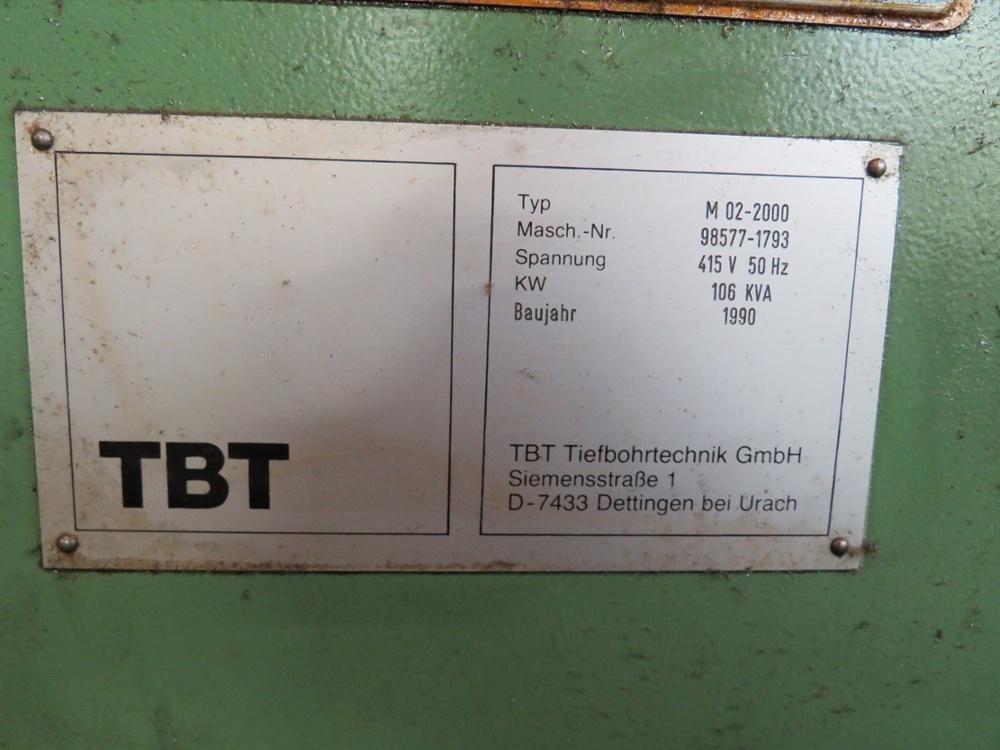 TBT
Typ M 02-2000
Masch.-Nr. 98577-1793
Spannung 415 V 50 Hz
KW 106 KVA
Baujahr 1990
TBT Tiefbohrtechnik GmbH
Siemensstraße 1
D-7433 Dettingen bei Urach